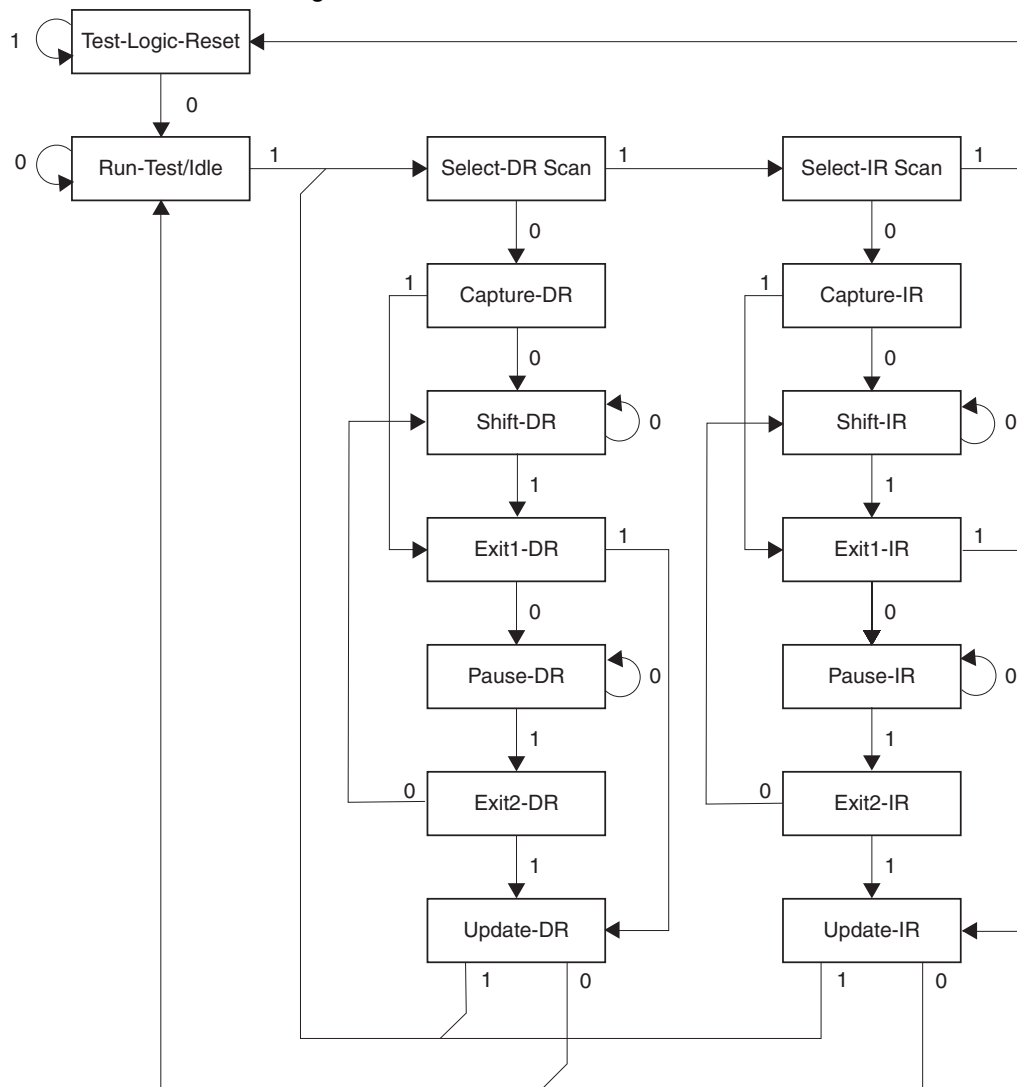 Test-Logic-Reset
1
0
0
Run-Test/Idle
1
Select-DR Scan
1
Select-IR Scan
1
0
0
1
Capture-DR
1
Capture-IR
0
0
Shift-DR
0
Shift-IR
0
1
1
Exit1-DR
1
Exit1-IR
1
0
0
Pause-DR
0
Pause-IR
0
1
1
0
Exit2-DR
0
Exit2-IR
1
1
Update-DR
Update-IR
1
0
1
0